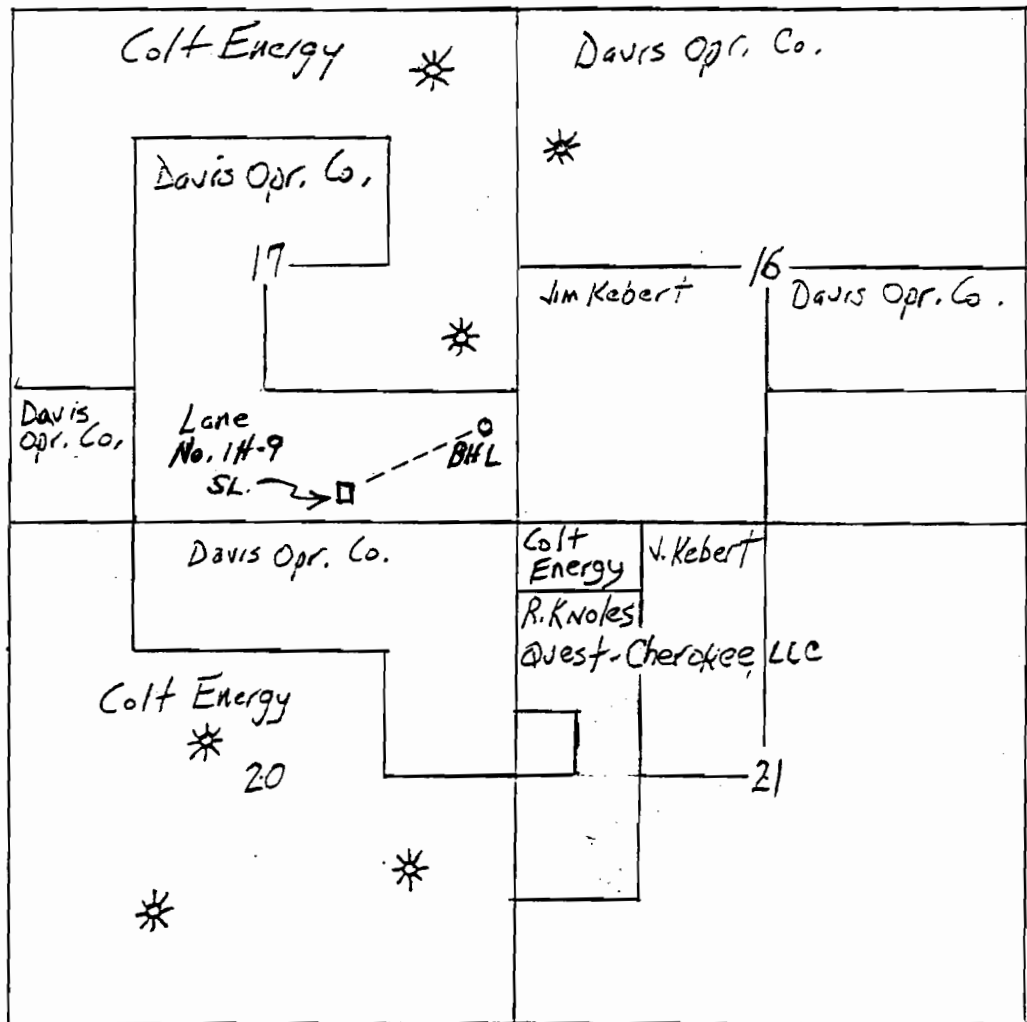 Colt Energy
Davis Opr. Co.
Davis Opr. Co.
17
16
Jim Kebert
Davis Opr. Co.
Davis
Opr. Co.
Lane
No. 1H-9
SL.
BHL
Davis Opr. Co.
Colt
Energy
J. Kebert
R. Knoles
Quest-Cherokee LLC
Colt Energy
20
21